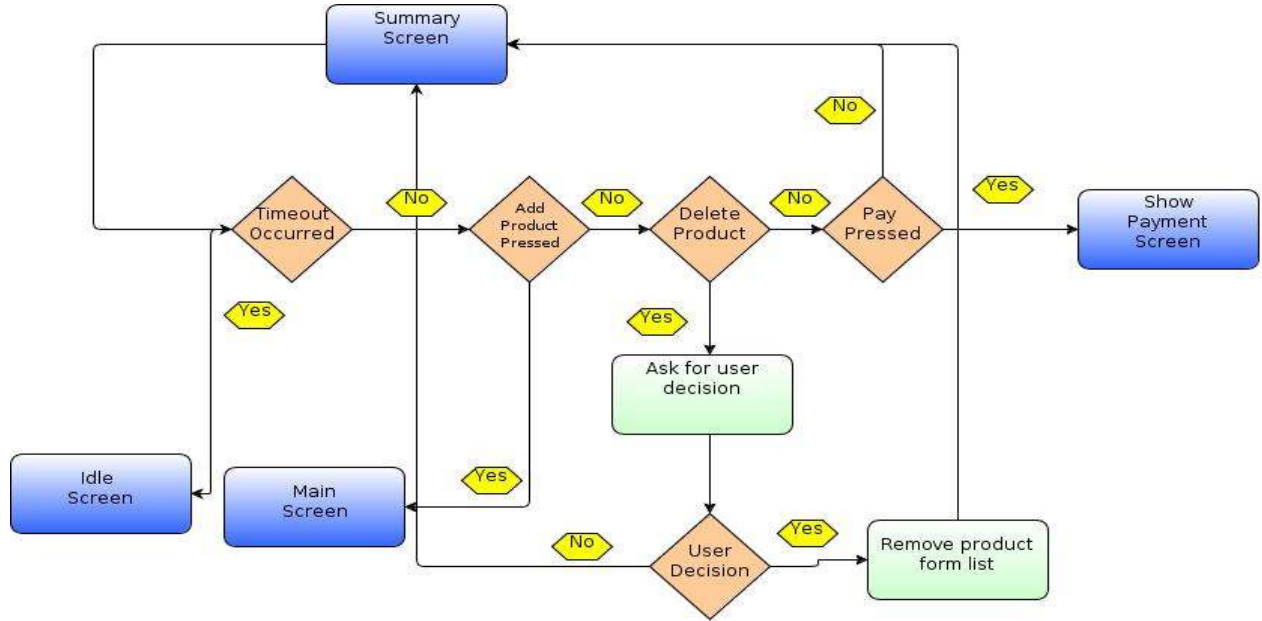 Summary
Screen
No
Yes
Timeout
Occurred
No
Add
Product
Pressed
No
Delete
Product
No
Pay
Pressed
Show
Payment
Screen
Yes
Yes
Ask for user
decision
Idle
Screen
Main
Screen
Yes
No
User
Decision
Yes
Remove product
form list